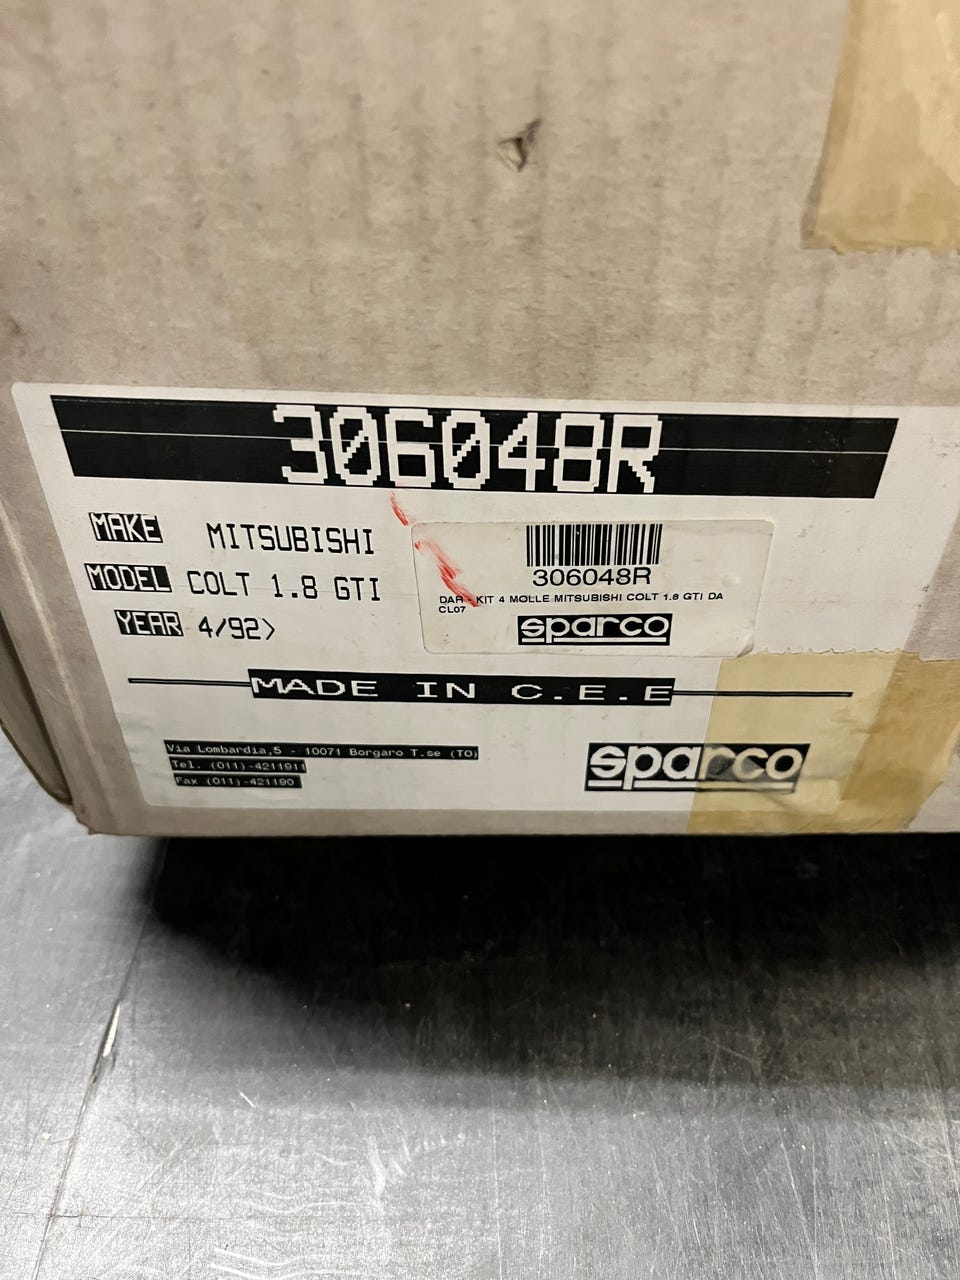 306048R
MAKE MITSUBISHI
MODEL COLT 1.8 GTI
YEAR 4/92>
306048R
DAR - KIT 4 MOLLE MITSUBISHI COLT 1.8 GTI DA
CL07
sparco
MADE IN C.E.E
Via Lombardia,5 - 10071 Borgaro T.se (TO)
Tel. (011)-4211911
Fax (011)-421190
sparco